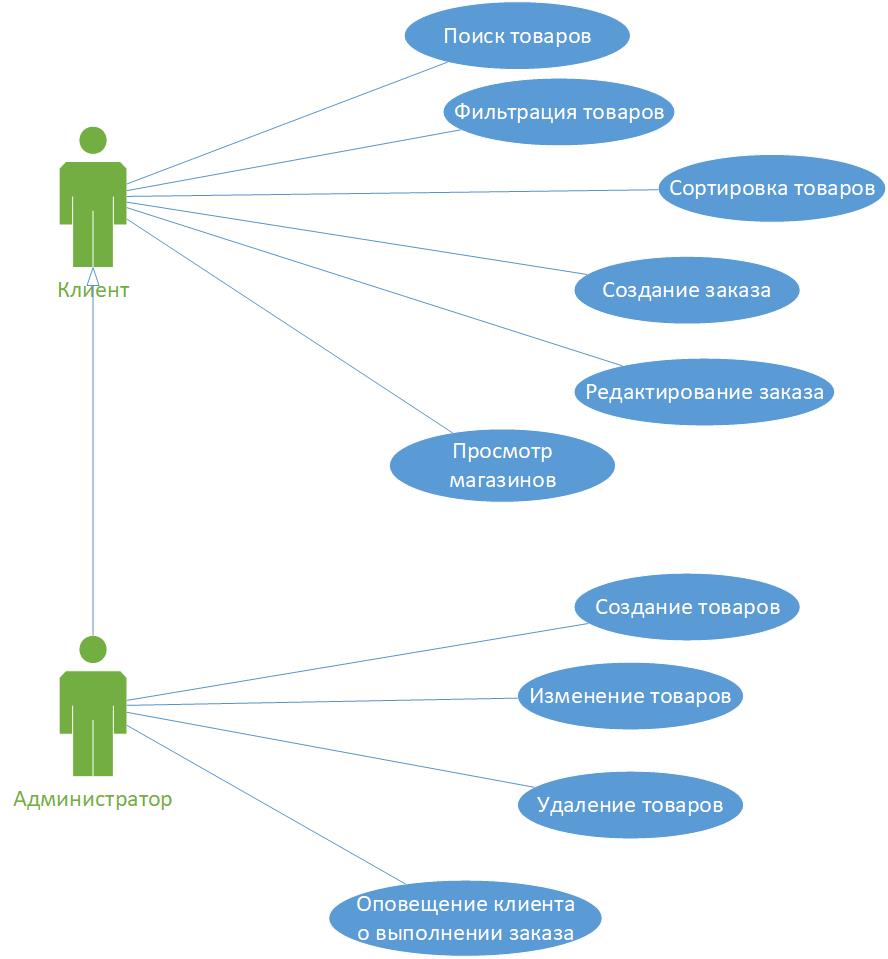 Поиск товаров
Фильтрация товаров
Сортировка товаров
Создание заказа
Клиент
Редактирование заказа
Просмотр
магазинов
Создание товаров
Изменение товаров
Администратор
Удаление товаров
Оповещение клиента
о выполнении заказа